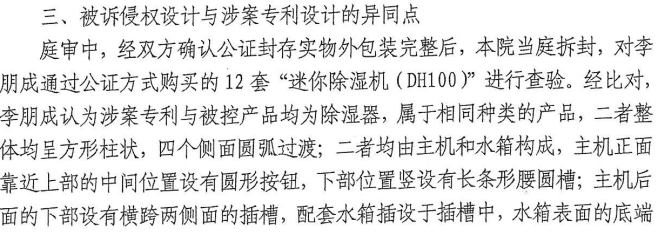 三、被诉侵权设计与涉案专利设计的异同点
庭审中，经双方确认公证封存实物外包装完整后，本院当庭拆封，对李
朋成通过公证方式购买的 12 套“迷你除湿机（DH100）”进行查验。经比对，
李朋成认为涉案专利与被控产品均为除湿器，属于相同种类的产品，二者整
体均呈方形柱状，四个侧面圆弧过渡；二者均由主机和水箱构成，主机正面
靠近上部的中间位置设有圆形按钮，下部位置竖设有长条形腰圆槽；主机后
面的下部设有横跨两侧面的插槽，配套水箱插设于插槽中，水箱表面的底端